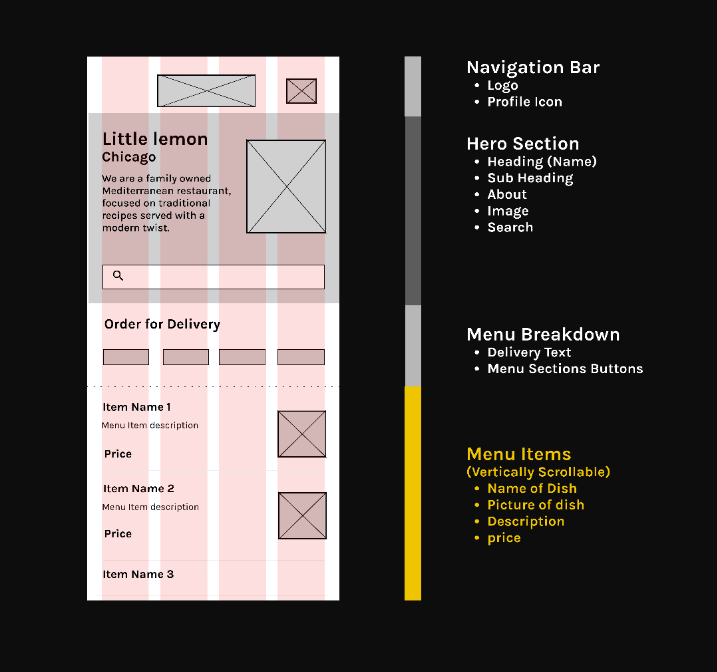 Little lemon
Chicago
We are a family owned
Mediterranean restaurant,
focused on traditional
recipes served with a
modern twist.
Order for Delivery
Item Name 1
Menu Item description
Price
Item Name 2
Menu Item description
Price
Item Name 3
Navigation Bar
• Logo
• Profile Icon
Hero Section
• Heading (Name)
• Sub Heading
• About
• Image
• Search
Menu Breakdown
• Delivery Text
• Menu Sections Buttons
Menu Items
(Vertically Scrollable)
• Name of Dish
• Picture of dish
• Description
• price